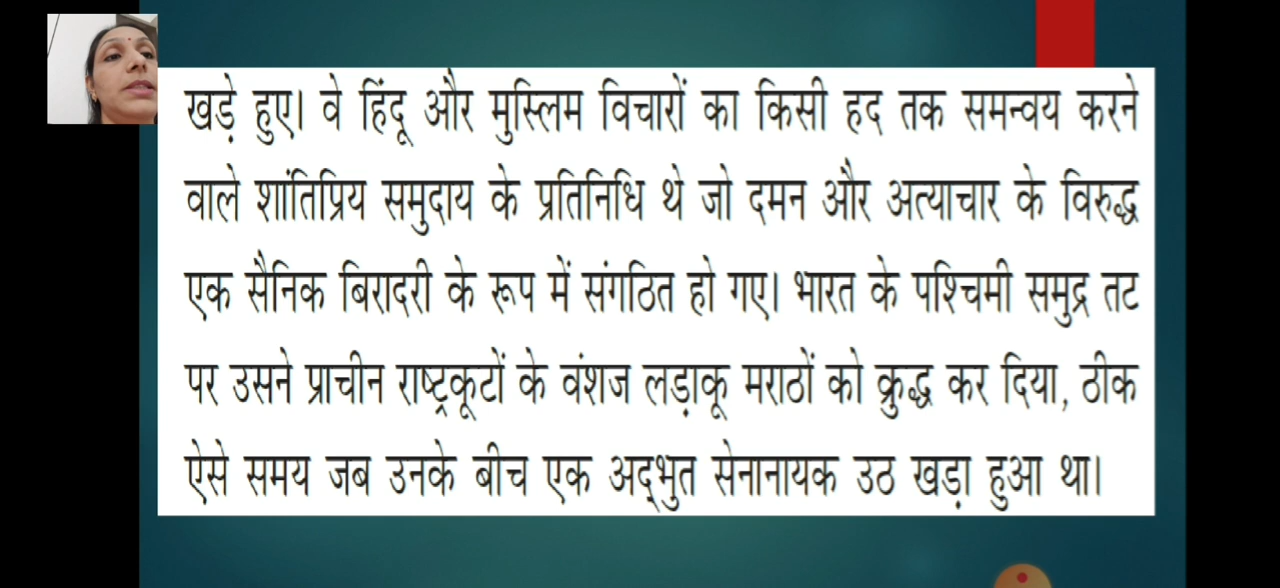 खड़े हुए। वे हिंदू और मुस्लिम विचारों का किसी हद तक समन्वय करने
वाले शांतिप्रिय समुदाय के प्रतिनिधि थे जो दमन और अत्याचार के विरुद्ध
एक सैनिक बिरादरी के रूप में संगठित हो गए। भारत के पश्चिमी समुद्र तट
पर उसने प्राचीन राष्ट्रकूटों के वंशज लड़ाकू मराठों को क्रुद्ध कर दिया, ठीक
ऐसे समय जब उनके बीच एक अद्भुत सेनानायक उठ खड़ा हुआ था।